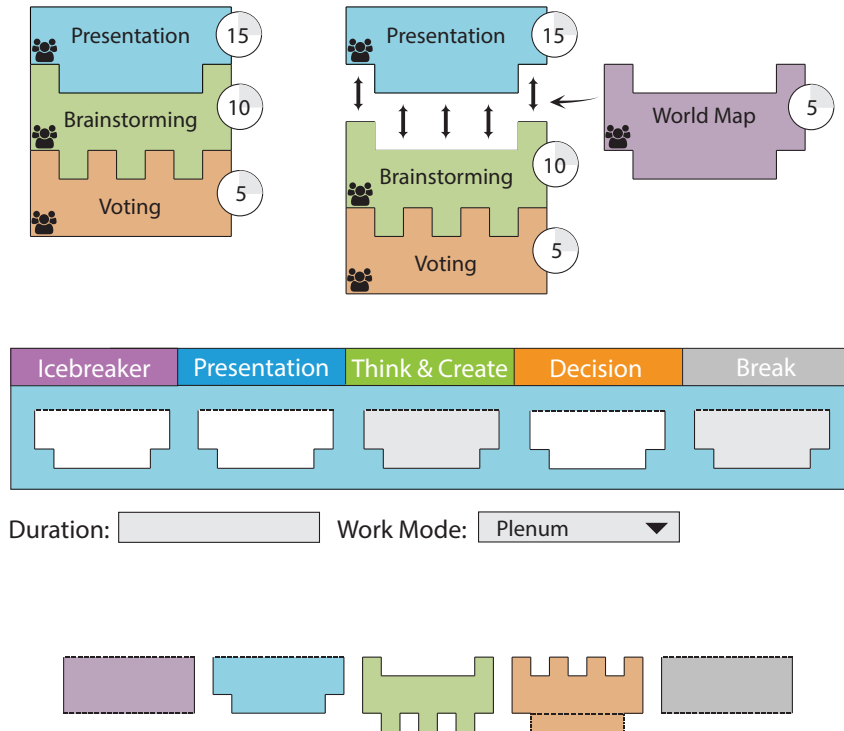 Presentation 15
Brainstorming 10
Voting 5
Presentation 15
World Map 5
Brainstorming 10
Voting 5
Icebreaker Presentation Think & Create Decision Break
Duration: Work Mode: Plenum